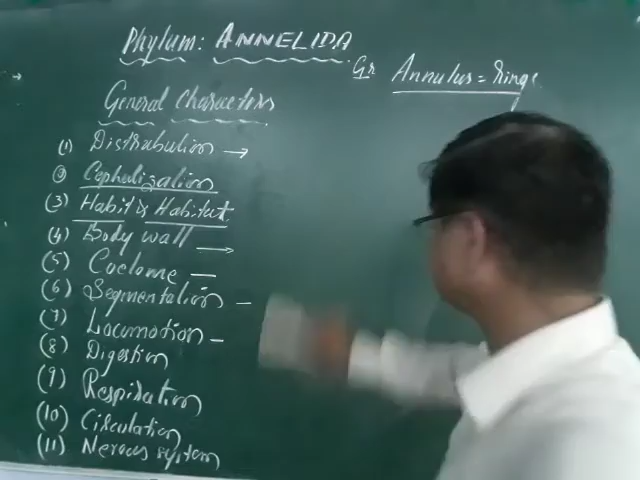 Phylum: ANNELIDA
Gr Annulus = rings
General Characters
(1) Distribution →
(2) Cephalization
(3) Habit & Habitat
(4) Body wall →
(5) Coelome —
(6) Segmentation —
(7) Locomotion –
(8) Digestion
(9) Respiration
(10) Circulation
(11) Nervous system